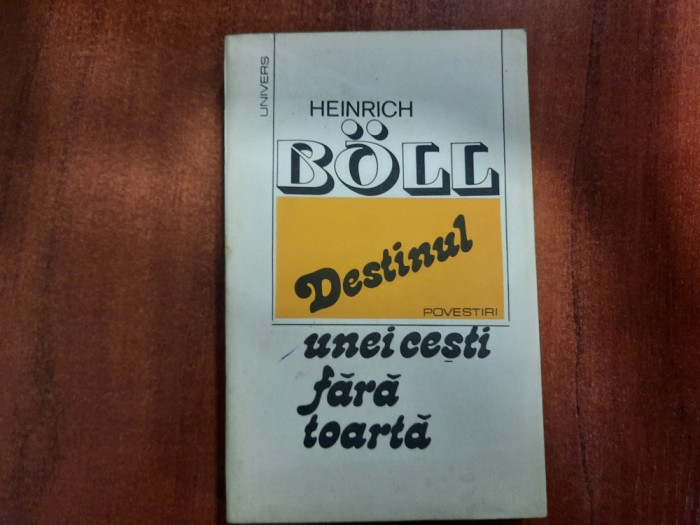 UNIVERS
HEINRICH
BÖLL
Destinul
POVESTIRI
unei cești
fără
toartă